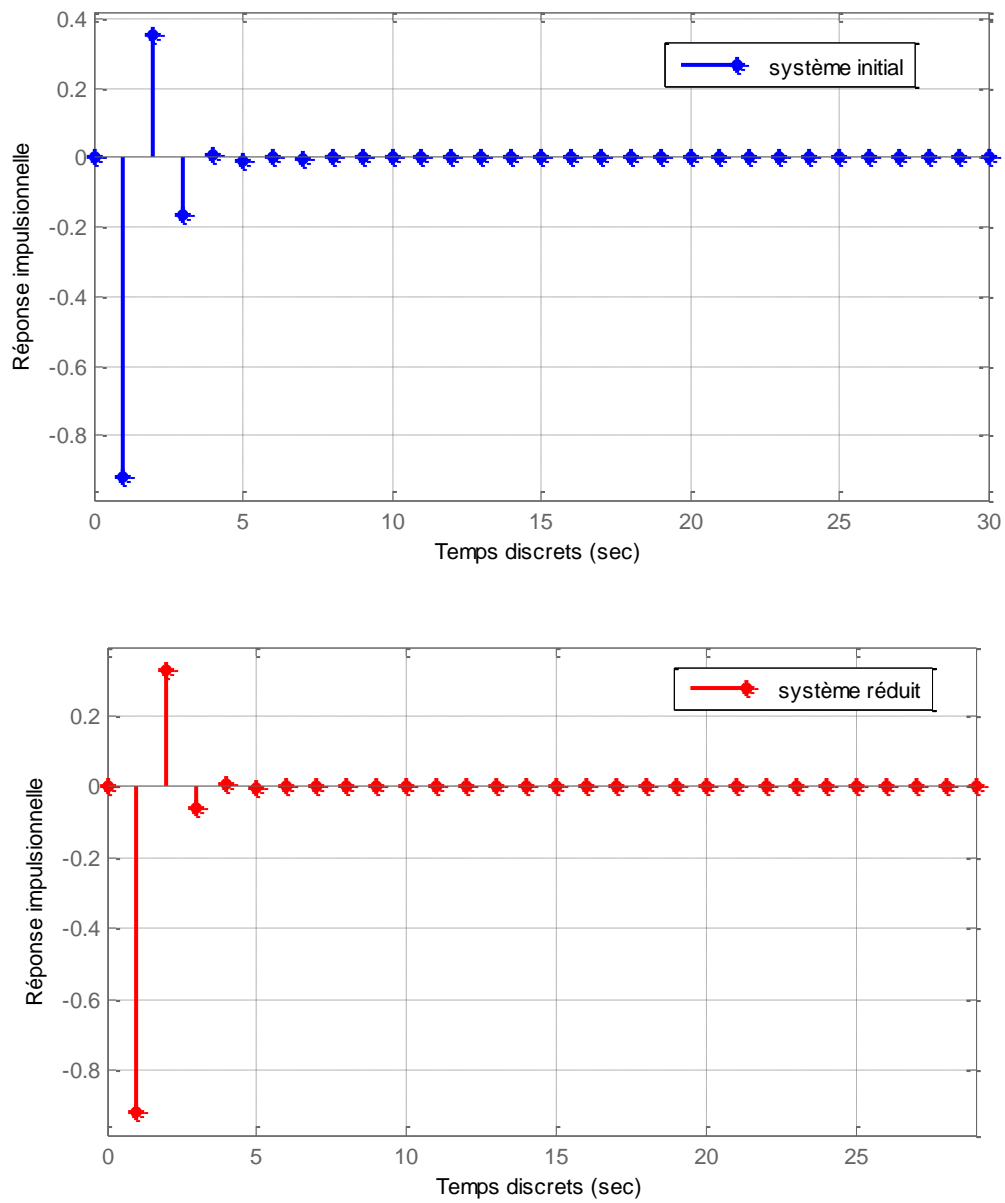 0.4
système initial
0.2
0
-0.2
-0.4
-0.6
-0.8
Réponse impulsionnelle
0 5 10 15 20 25 30
Temps discrets (sec)
système réduit
0.2
0
-0.2
-0.4
-0.6
-0.8
Réponse impulsionnelle
0 5 10 15 20 25
Temps discrets (sec)